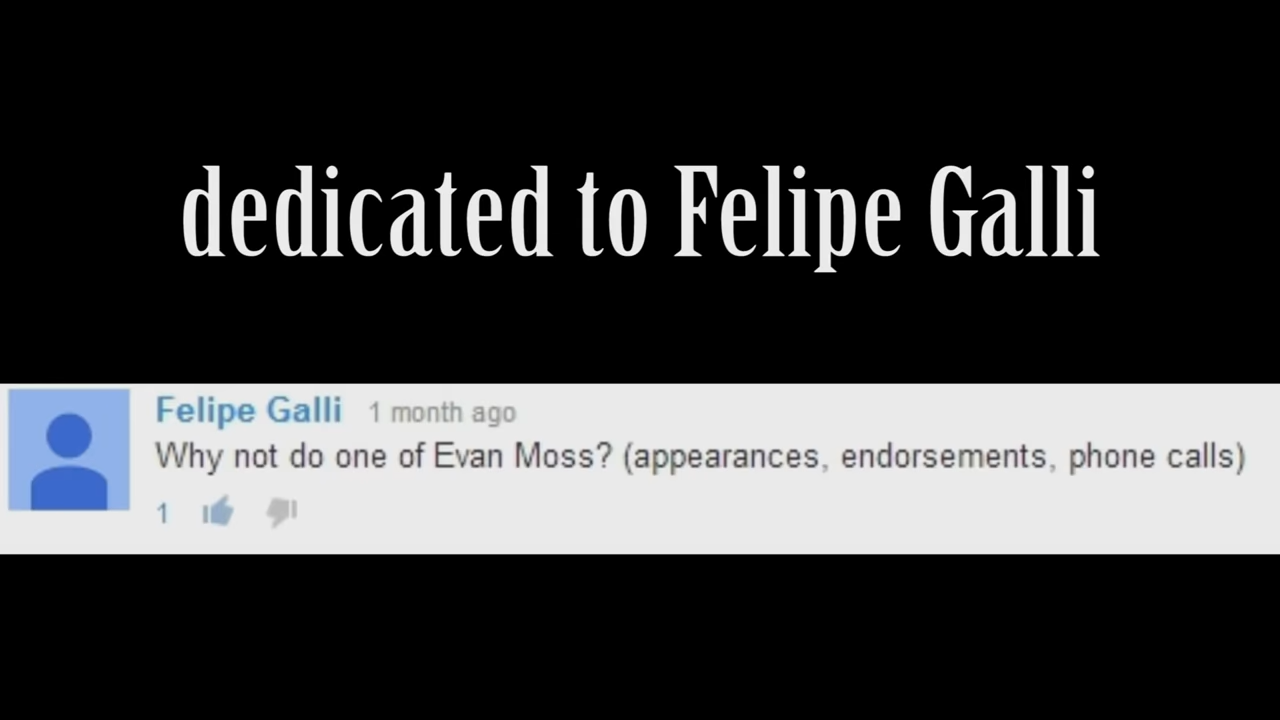 dedicated to Felipe Galli
Felipe Galli 1 month ago
Why not do one of Evan Moss? (appearances, endorsements, phone calls)
1